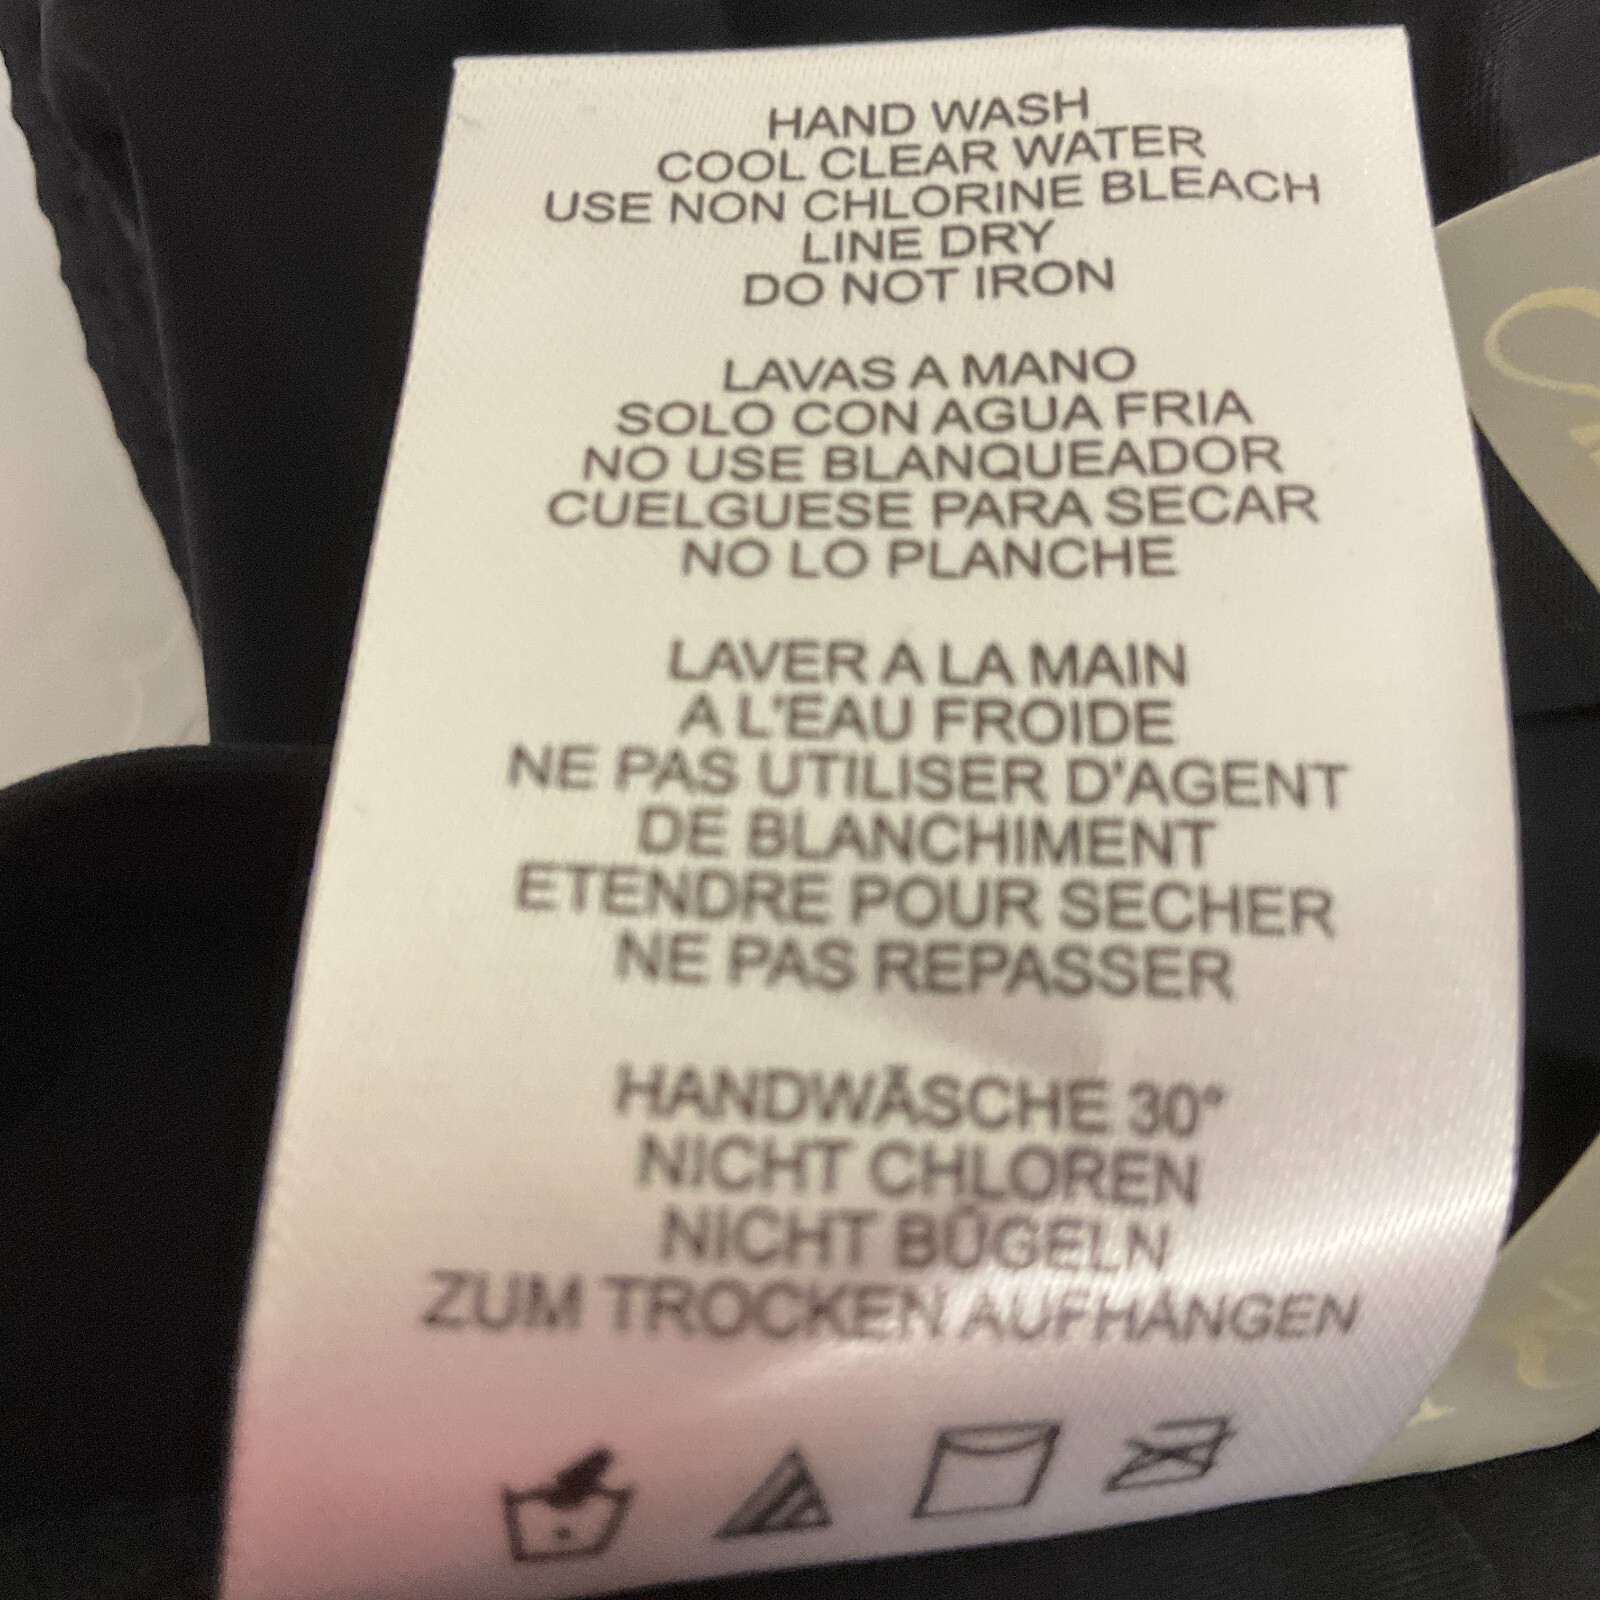 HAND WASH
COOL CLEAR WATER
USE NON CHLORINE BLEACH
LINE DRY
DO NOT IRON
LAVAS A MANO
SOLO CON AGUA FRIA
NO USE BLANQUEADOR
CUELGUESE PARA SECAR
NO LO PLANCHE
LAVER A LA MAIN
A L'EAU FROIDE
NE PAS UTILISER D'AGENT
DE BLANCHIMENT
ETENDRE POUR SECHER
NE PAS REPASSER
HANDWÄSCHE 30°
NICHT CHLOREN
NICHT BÜGELN
ZUM TROCKEN AUFHÄNGEN